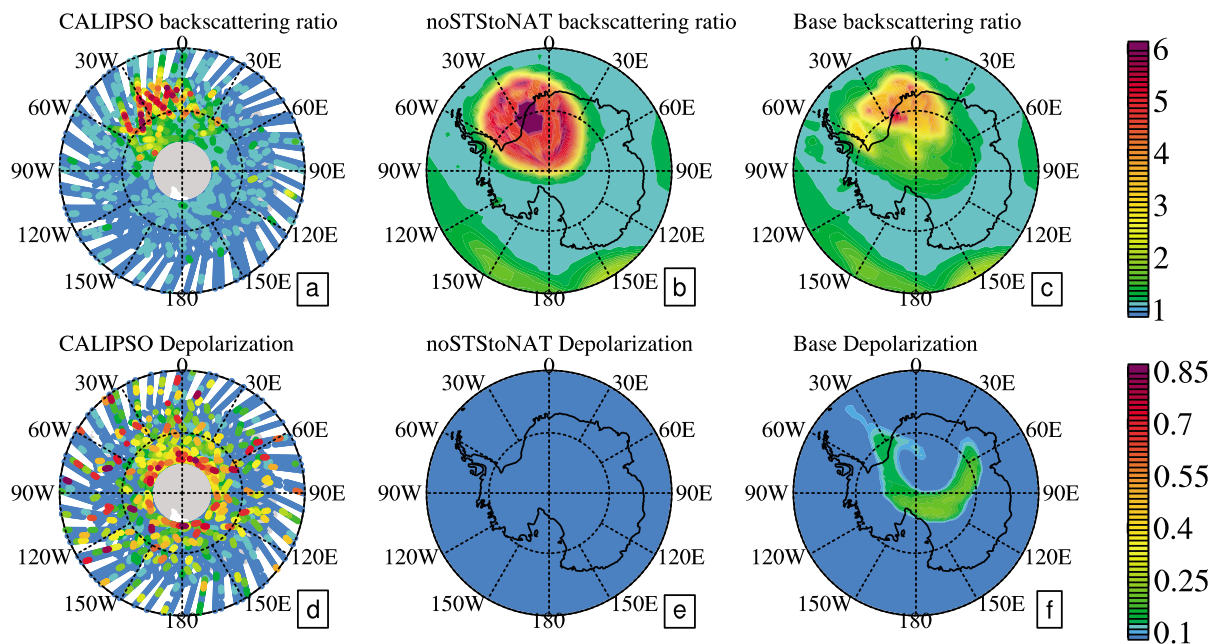 CALIPSO backscattering ratio
0
30W 30E
60W 60E
90W 90E
120W 120E
150W 150E
180
a
noSTStoNAT backscattering ratio
0
30W 30E
60W 60E
90W 90E
120W 120E
150W 150E
180
b
Base backscattering ratio
0
30W 30E
60W 60E
90W 90E
120W 120E
150W 150E
180
c
6
5
4
3
2
1
CALIPSO Depolarization
0
30W 30E
60W 60E
90W 90E
120W 120E
150W 150E
180
d
noSTStoNAT Depolarization
0
30W 30E
60W 60E
90W 90E
120W 120E
150W 150E
180
e
Base Depolarization
0
30W 30E
60W 60E
90W 90E
120W 120E
150W 150E
180
f
0.85
0.7
0.55
0.4
0.25
0.1